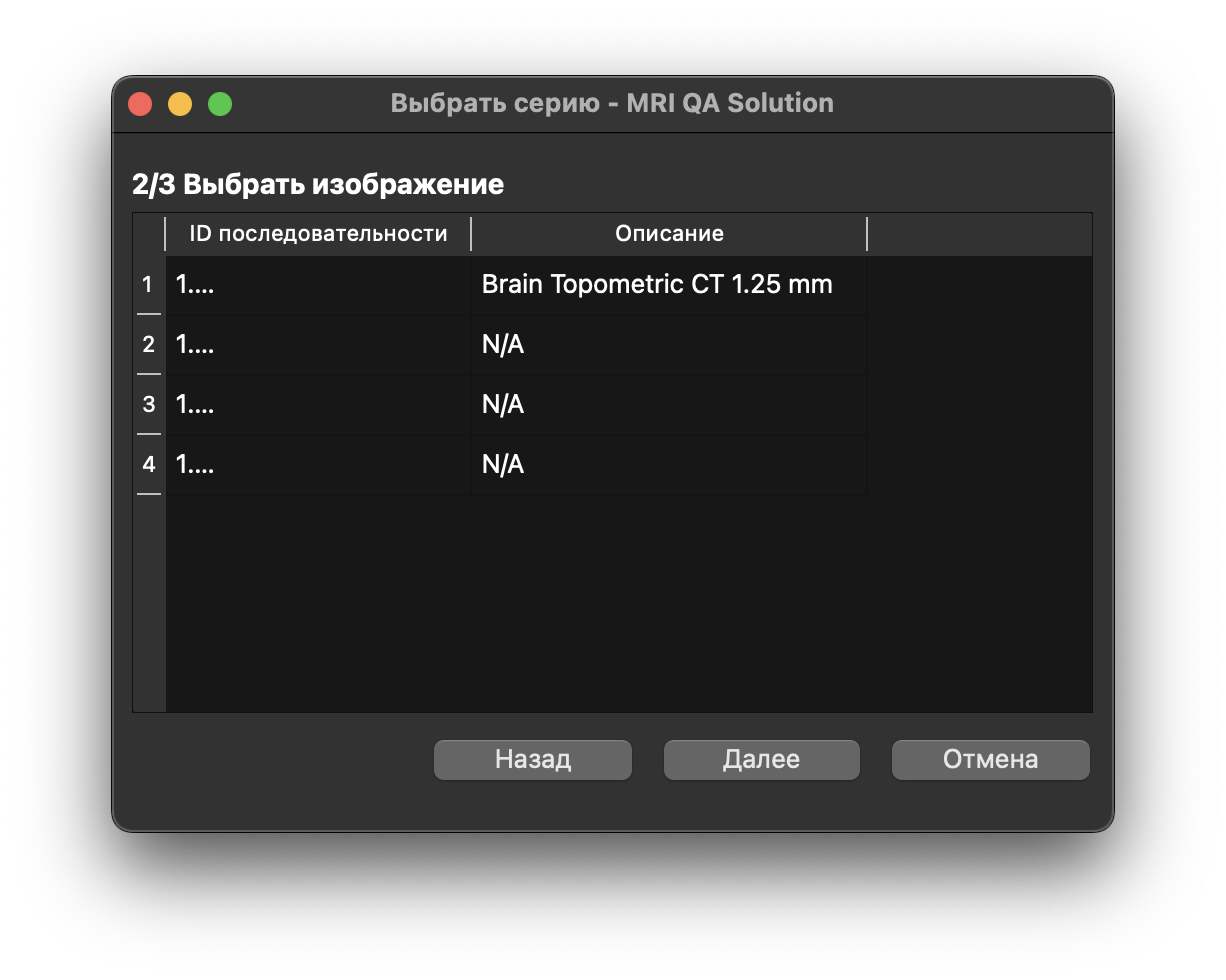 Выбрать серию - MRI QA Solution
2/3 Выбрать изображение
ID последовательности Описание
1 1.... Brain Topometric CT 1.25 mm
2 1.... N/A
3 1.... N/A
4 1.... N/A
Назад Далее Отмена